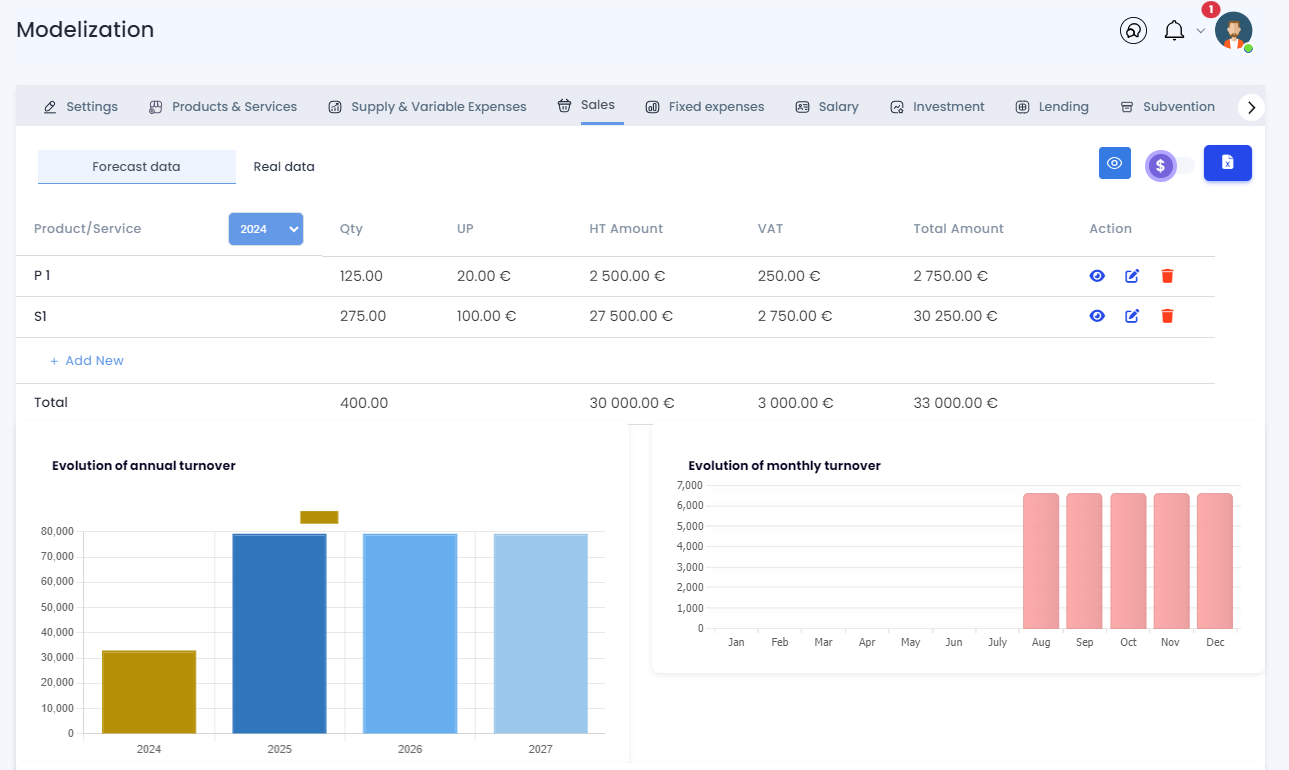 Modelization
1
Settings Products & Services Supply & Variable Expenses Sales Fixed expenses Salary Investment Lending Subvention
Forecast data Real data
$
x
Product/Service 2024 Qty UP HT Amount VAT Total Amount Action
P 1 125.00 20.00 € 2 500.00 € 250.00 € 2 750.00 €
S1 275.00 100.00 € 27 500.00 € 2 750.00 € 30 250.00 €
+ Add New
Total 400.00 30 000.00 € 3 000.00 € 33 000.00 €
Evolution of annual turnover
80,000
70,000
60,000
50,000
40,000
30,000
20,000
10,000
0
2024 2025 2026 2027
Evolution of monthly turnover
7,000
6,000
5,000
4,000
3,000
2,000
1,000
0
Jan Feb Mar Apr May Jun July Aug Sep Oct Nov Dec